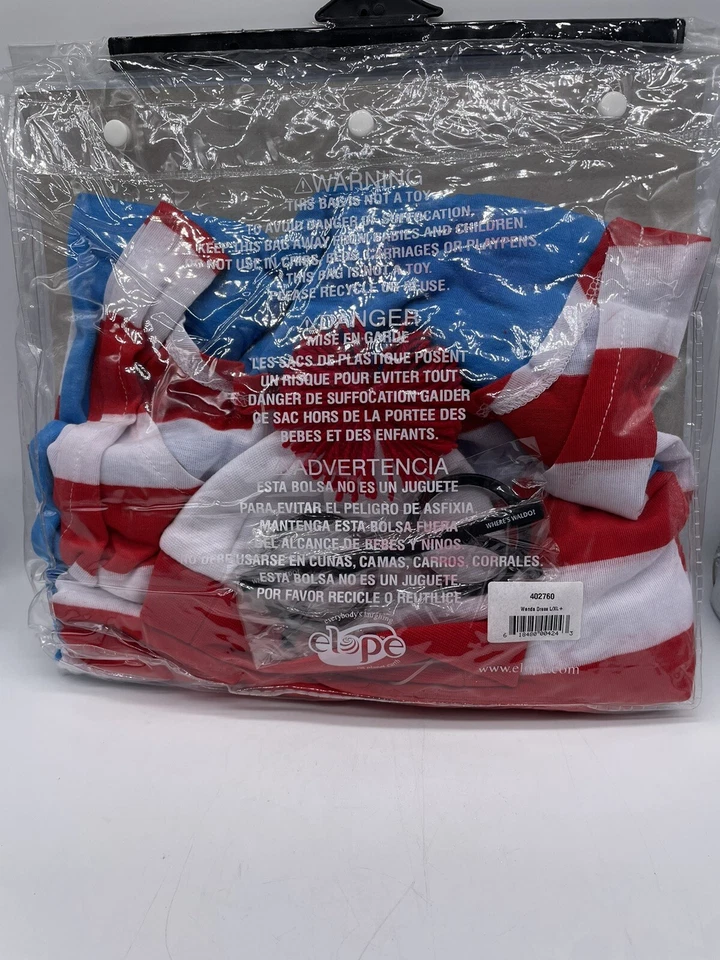 ⚠WARNING
THIS BAG IS NOT A TOY
TO AVOID DANGER OF SUFFOCATION,
KEEP THIS BAG AWAY FROM BABIES AND CHILDREN.
DO NOT USE IN CRIBS, BEDS, CARRIAGES OR PLAYPENS.
THIS BAG IS NOT A TOY.
PLEASE RECYCLE OR REUSE
DANGER
MISE EN GARDE
LES SACS DE PLASTIQUE POSENT
UN RISQUE POUR EVITER TOUT
DANGER DE SUFFOCATION GAIDER
CE SAC HORS DE LA PORTEE DES
BEBES ET DES ENFANTS.
ADVERTENCIA
ESTA BOLSA NO ES UN JUGUETE
PARA EVITAR EL PELIGRO DE ASFIXIA
MANTENGA ESTA BOLSA FUERA
DEL ALCANCE DE BEBES Y NINOS
NO DEBE USARSE EN CUNAS, CAMAS, CARROS, CORRALES.
ESTA BOLSA NO ES UN JUGUETE.
POR FAVOR RECICLE O REUTILICE
WHERE'S WALDO?
402760
Wenda Dress L/XL +
6 18480 00424 3
elope
www.elope.com